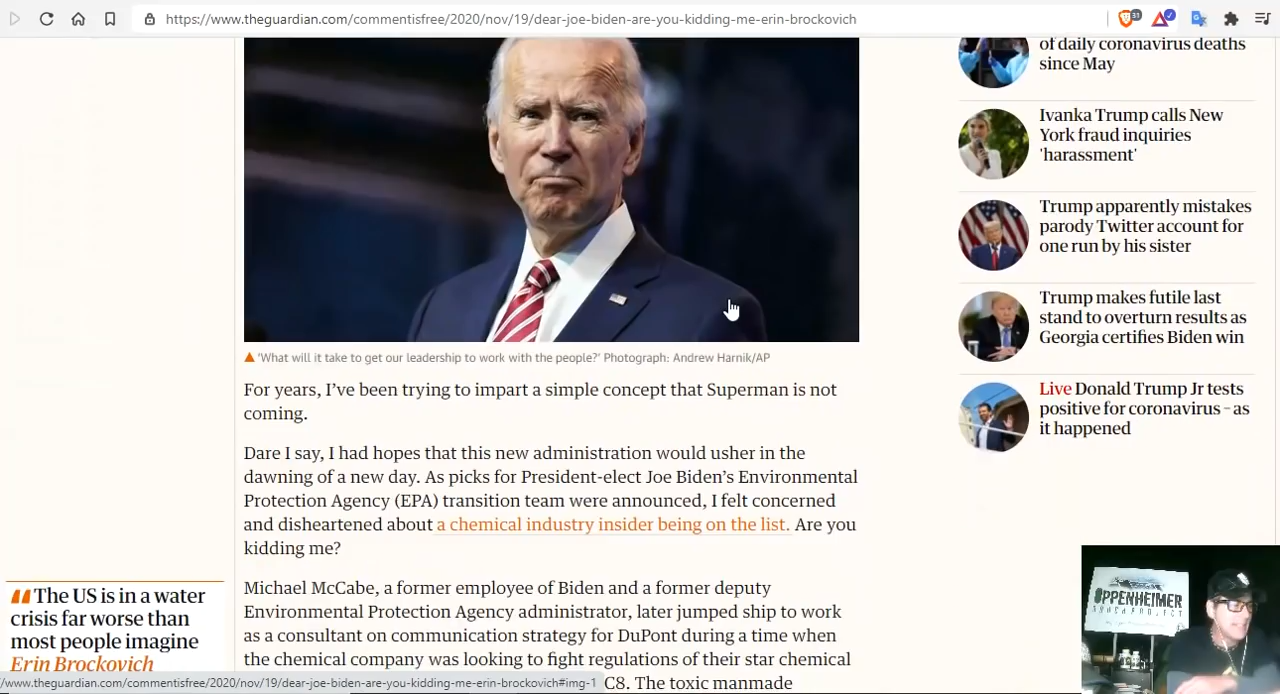 https://www.theguardian.com/commentisfree/2020/nov/19/dear-joe-biden-are-you-kidding-me-erin-brockovich
31
of daily coronavirus deaths
since May
Ivanka Trump calls New
York fraud inquiries
'harassment'
Trump apparently mistakes
parody Twitter account for
one run by his sister
Trump makes futile last
stand to overturn results as
Georgia certifies Biden win
Live Donald Trump Jr tests
positive for coronavirus – as
it happened
‘What will it take to get our leadership to work with the people?’ Photograph: Andrew Harnik/AP
For years, I’ve been trying to impart a simple concept that Superman is not
coming.
Dare I say, I had hopes that this new administration would usher in the
dawning of a new day. As picks for President-elect Joe Biden’s Environmental
Protection Agency (EPA) transition team were announced, I felt concerned
and disheartened about a chemical industry insider being on the list. Are you
kidding me?
Michael McCabe, a former employee of Biden and a former deputy
Environmental Protection Agency administrator, later jumped ship to work
as a consultant on communication strategy for DuPont during a time when
the chemical company was looking to fight regulations of their star chemical
C8. The toxic manmade
The US is in a water
crisis far worse than
most people imagine
Erin Brockovich
/www.theguardian.com/commentisfree/2020/nov/19/dear-joe-biden-are-you-kidding-me-erin-brockovich#img-1
OPPENHEIMER